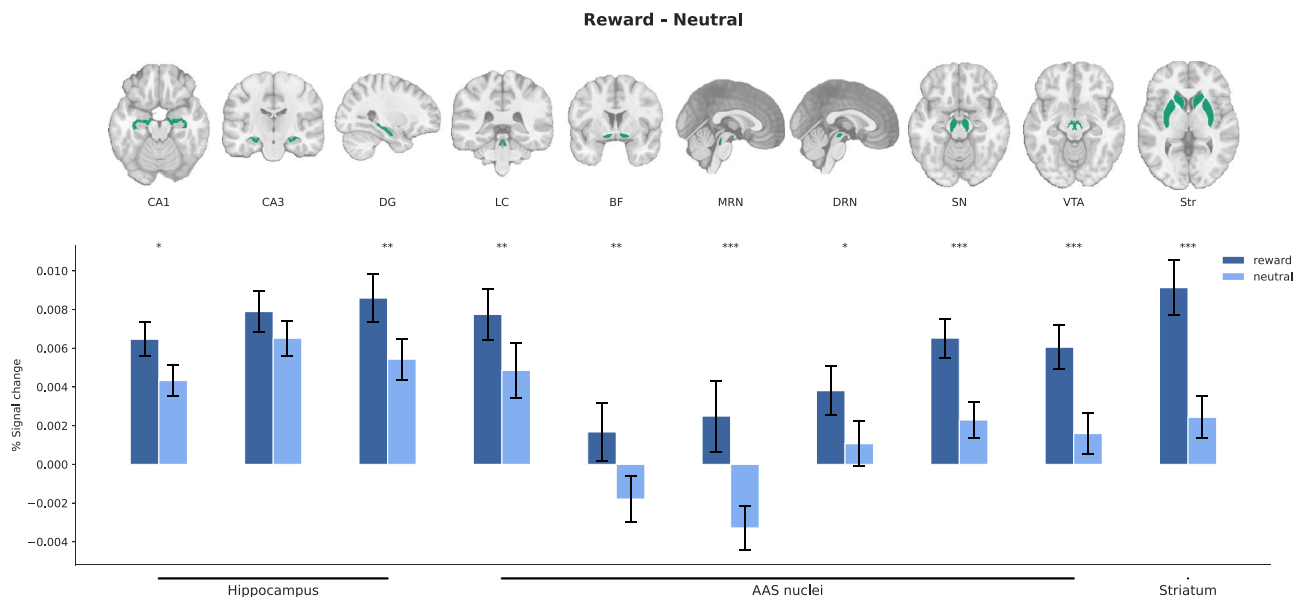 Reward - Neutral
CA1 CA3 DG LC BF MRN DRN SN VTA Str
* ** ** ** *** * *** *** ***
reward
neutral
% Signal change
0.010
0.008
0.006
0.004
0.002
0.000
−0.002
−0.004
Hippocampus AAS nuclei Striatum